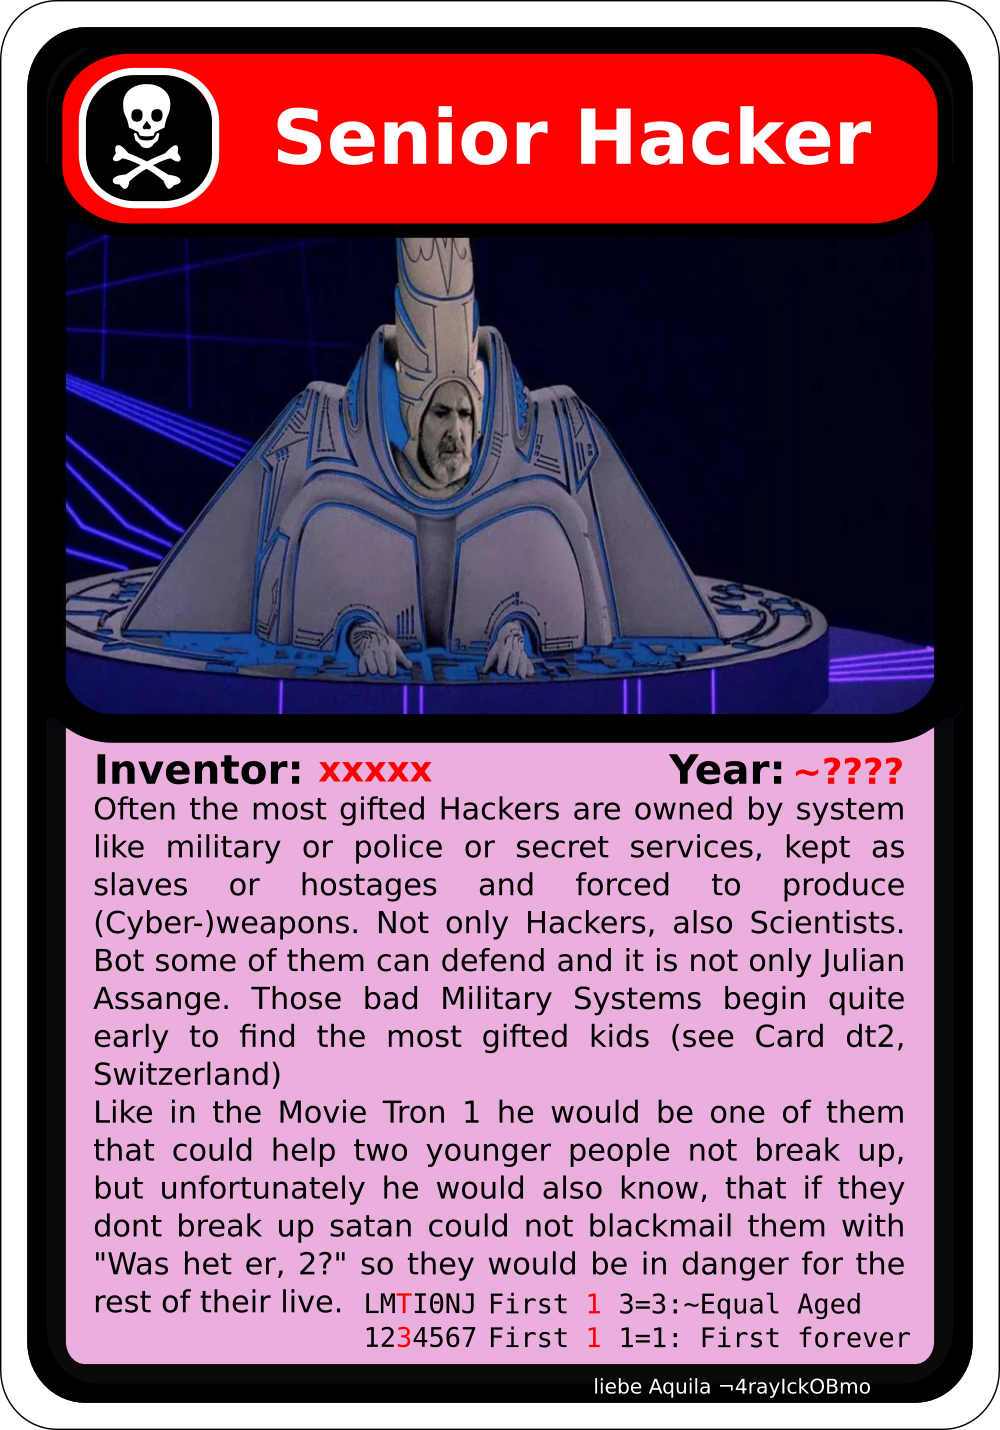 Senior Hacker
Inventor: xxxxx Year: ~????
Often the most gifted Hackers are owned by system
like military or police or secret services, kept as
slaves or hostages and forced to produce
(Cyber-)weapons. Not only Hackers, also Scientists.
Bot some of them can defend and it is not only Julian
Assange. Those bad Military Systems begin quite
early to find the most gifted kids (see Card dt2,
Switzerland)
Like in the Movie Tron 1 he would be one of them
that could help two younger people not break up,
but unfortunately he would also know, that if they
dont break up satan could not blackmail them with
"Was het er, 2?" so they would be in danger for the
rest of their live. LMTI0NJ First 1 3=3:~Equal Aged
1234567 First 1 1=1: First forever
liebe Aquila ¬4rayIckOBmo